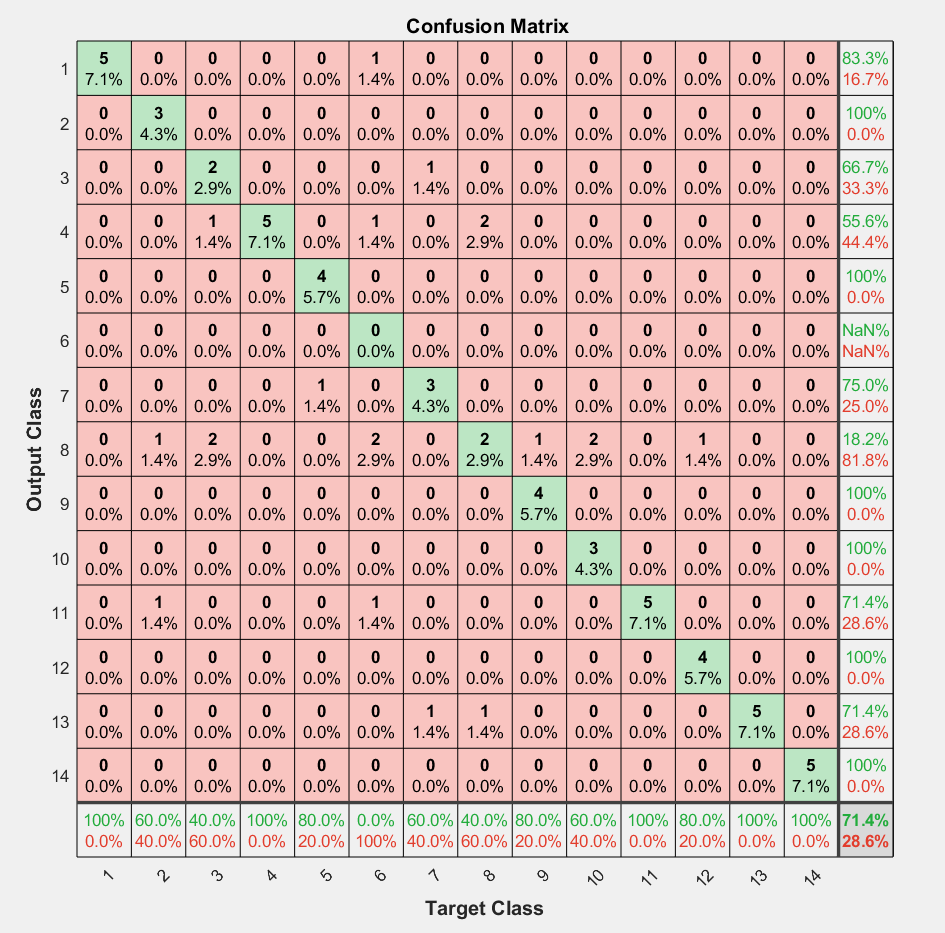 Confusion Matrix
1 5 0 0 0 0 1 0 0 0 0 0 0 0 0 83.3%
7.1% 0.0% 0.0% 0.0% 0.0% 1.4% 0.0% 0.0% 0.0% 0.0% 0.0% 0.0% 0.0% 0.0% 16.7%
2 0 3 0 0 0 0 0 0 0 0 0 0 0 0 100%
0.0% 4.3% 0.0% 0.0% 0.0% 0.0% 0.0% 0.0% 0.0% 0.0% 0.0% 0.0% 0.0% 0.0% 0.0%
3 0 0 2 0 0 0 1 0 0 0 0 0 0 0 66.7%
0.0% 0.0% 2.9% 0.0% 0.0% 0.0% 1.4% 0.0% 0.0% 0.0% 0.0% 0.0% 0.0% 0.0% 33.3%
4 0 0 1 5 0 1 0 2 0 0 0 0 0 0 55.6%
0.0% 0.0% 1.4% 7.1% 0.0% 1.4% 0.0% 2.9% 0.0% 0.0% 0.0% 0.0% 0.0% 0.0% 44.4%
5 0 0 0 0 4 0 0 0 0 0 0 0 0 0 100%
0.0% 0.0% 0.0% 0.0% 5.7% 0.0% 0.0% 0.0% 0.0% 0.0% 0.0% 0.0% 0.0% 0.0% 0.0%
6 0 0 0 0 0 0 0 0 0 0 0 0 0 0 NaN%
0.0% 0.0% 0.0% 0.0% 0.0% 0.0% 0.0% 0.0% 0.0% 0.0% 0.0% 0.0% 0.0% 0.0% NaN%
7 0 0 0 0 1 0 3 0 0 0 0 0 0 0 75.0%
0.0% 0.0% 0.0% 0.0% 1.4% 0.0% 4.3% 0.0% 0.0% 0.0% 0.0% 0.0% 0.0% 0.0% 25.0%
8 0 1 2 0 0 2 0 2 1 2 0 1 0 0 18.2%
0.0% 1.4% 2.9% 0.0% 0.0% 2.9% 0.0% 2.9% 1.4% 2.9% 0.0% 1.4% 0.0% 0.0% 81.8%
9 0 0 0 0 0 0 0 0 4 0 0 0 0 0 100%
0.0% 0.0% 0.0% 0.0% 0.0% 0.0% 0.0% 0.0% 5.7% 0.0% 0.0% 0.0% 0.0% 0.0% 0.0%
10 0 0 0 0 0 0 0 0 0 3 0 0 0 0 100%
0.0% 0.0% 0.0% 0.0% 0.0% 0.0% 0.0% 0.0% 0.0% 4.3% 0.0% 0.0% 0.0% 0.0% 0.0%
11 0 1 0 0 0 1 0 0 0 0 5 0 0 0 71.4%
0.0% 1.4% 0.0% 0.0% 0.0% 1.4% 0.0% 0.0% 0.0% 0.0% 7.1% 0.0% 0.0% 0.0% 28.6%
12 0 0 0 0 0 0 0 0 0 0 0 4 0 0 100%
0.0% 0.0% 0.0% 0.0% 0.0% 0.0% 0.0% 0.0% 0.0% 0.0% 0.0% 5.7% 0.0% 0.0% 0.0%
13 0 0 0 0 0 0 1 1 0 0 0 0 5 0 71.4%
0.0% 0.0% 0.0% 0.0% 0.0% 0.0% 1.4% 1.4% 0.0% 0.0% 0.0% 0.0% 7.1% 0.0% 28.6%
14 0 0 0 0 0 0 0 0 0 0 0 0 0 5 100%
0.0% 0.0% 0.0% 0.0% 0.0% 0.0% 0.0% 0.0% 0.0% 0.0% 0.0% 0.0% 0.0% 7.1% 0.0%
100% 60.0% 40.0% 100% 80.0% 0.0% 60.0% 40.0% 80.0% 60.0% 100% 80.0% 100% 100% 71.4%
0.0% 40.0% 60.0% 0.0% 20.0% 100% 40.0% 60.0% 20.0% 40.0% 0.0% 20.0% 0.0% 0.0% 28.6%
1 2 3 4 5 6 7 8 9 10 11 12 13 14
Target Class
Output Class